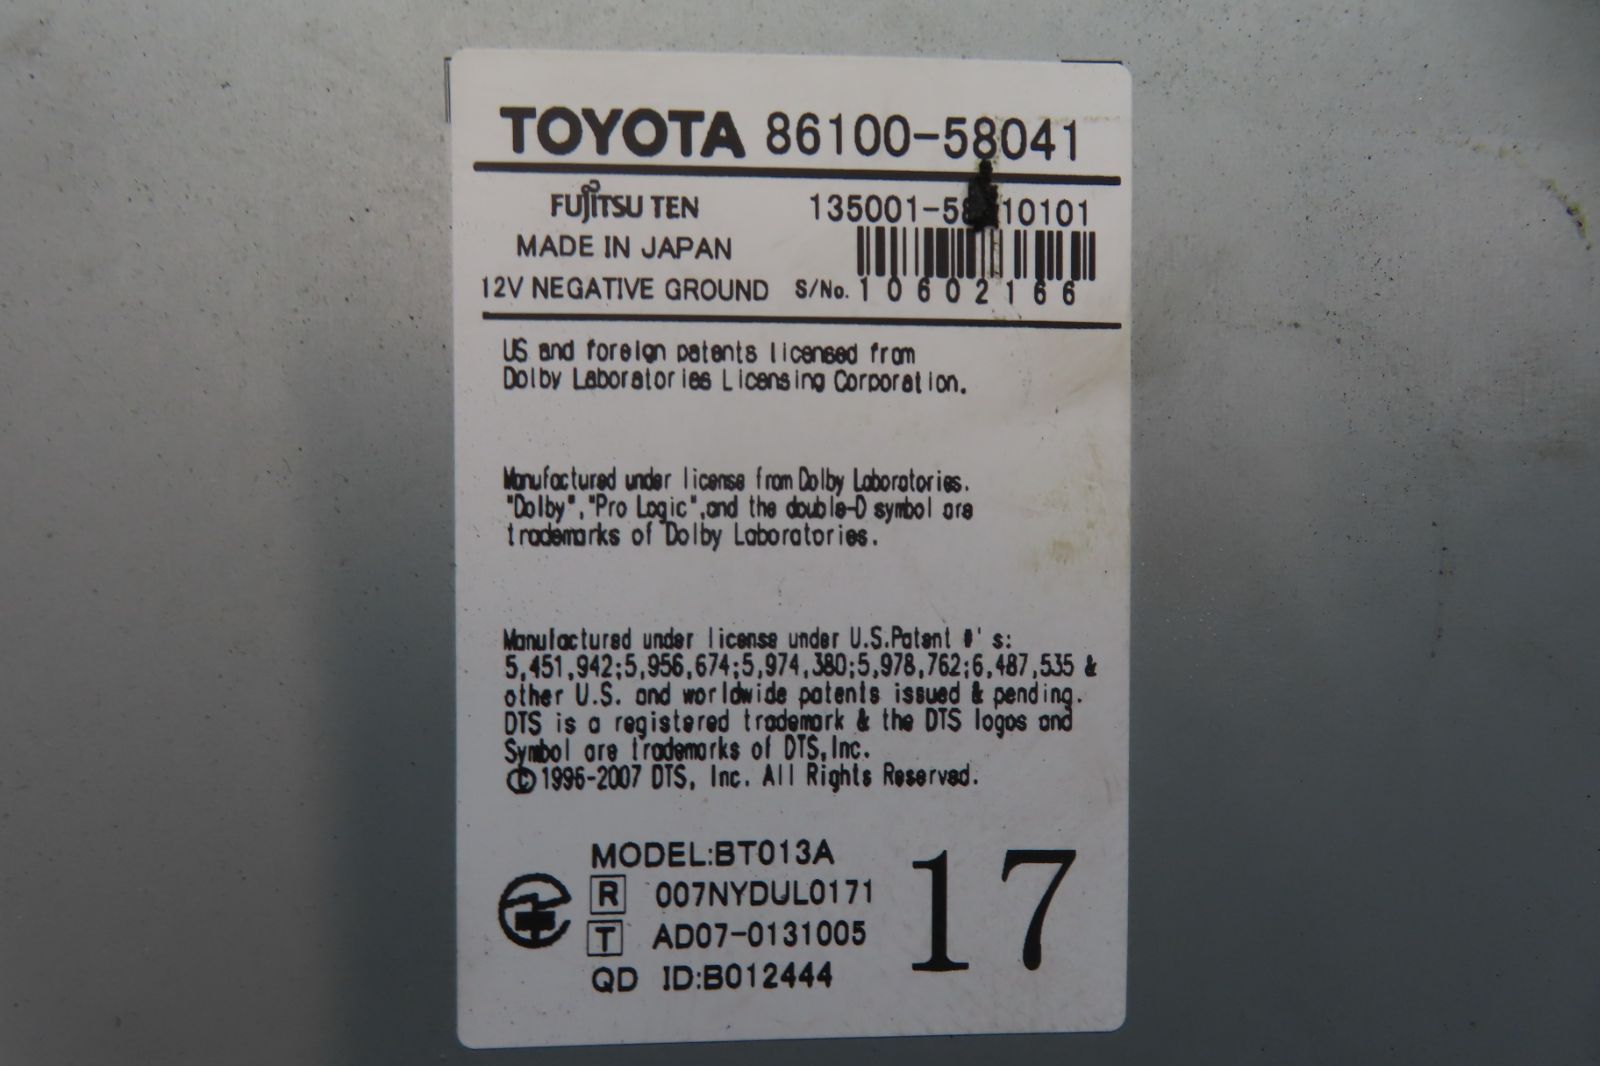 TOYOTA 86100-58041
FUJITSU TEN
MADE IN JAPAN
12V NEGATIVE GROUND S/No. 10602166
US and foreign patents licensed from
Dolby Laboratories Licensing Corporation.
Manufactured under license from Dolby Laboratories.
"Dolby","Pro Logic",and the double-D symbol are
trademarks of Dolby Laboratories.
Manufactured under license under U.S.Patent #' s:
5,451,942;5,956,674;5,974,380;5,978,762;6,487,535 &
other U.S. and worldwide patents issued & pending.
DTS is a registered trademark & the DTS logos and
Symbol are trademarks of DTS,Inc.
© 1996-2007 DTS, Inc. All Rights Reserved.
MODEL:BT013A
R 007NYDUL0171
T AD07-0131005
QD ID:B012444
17